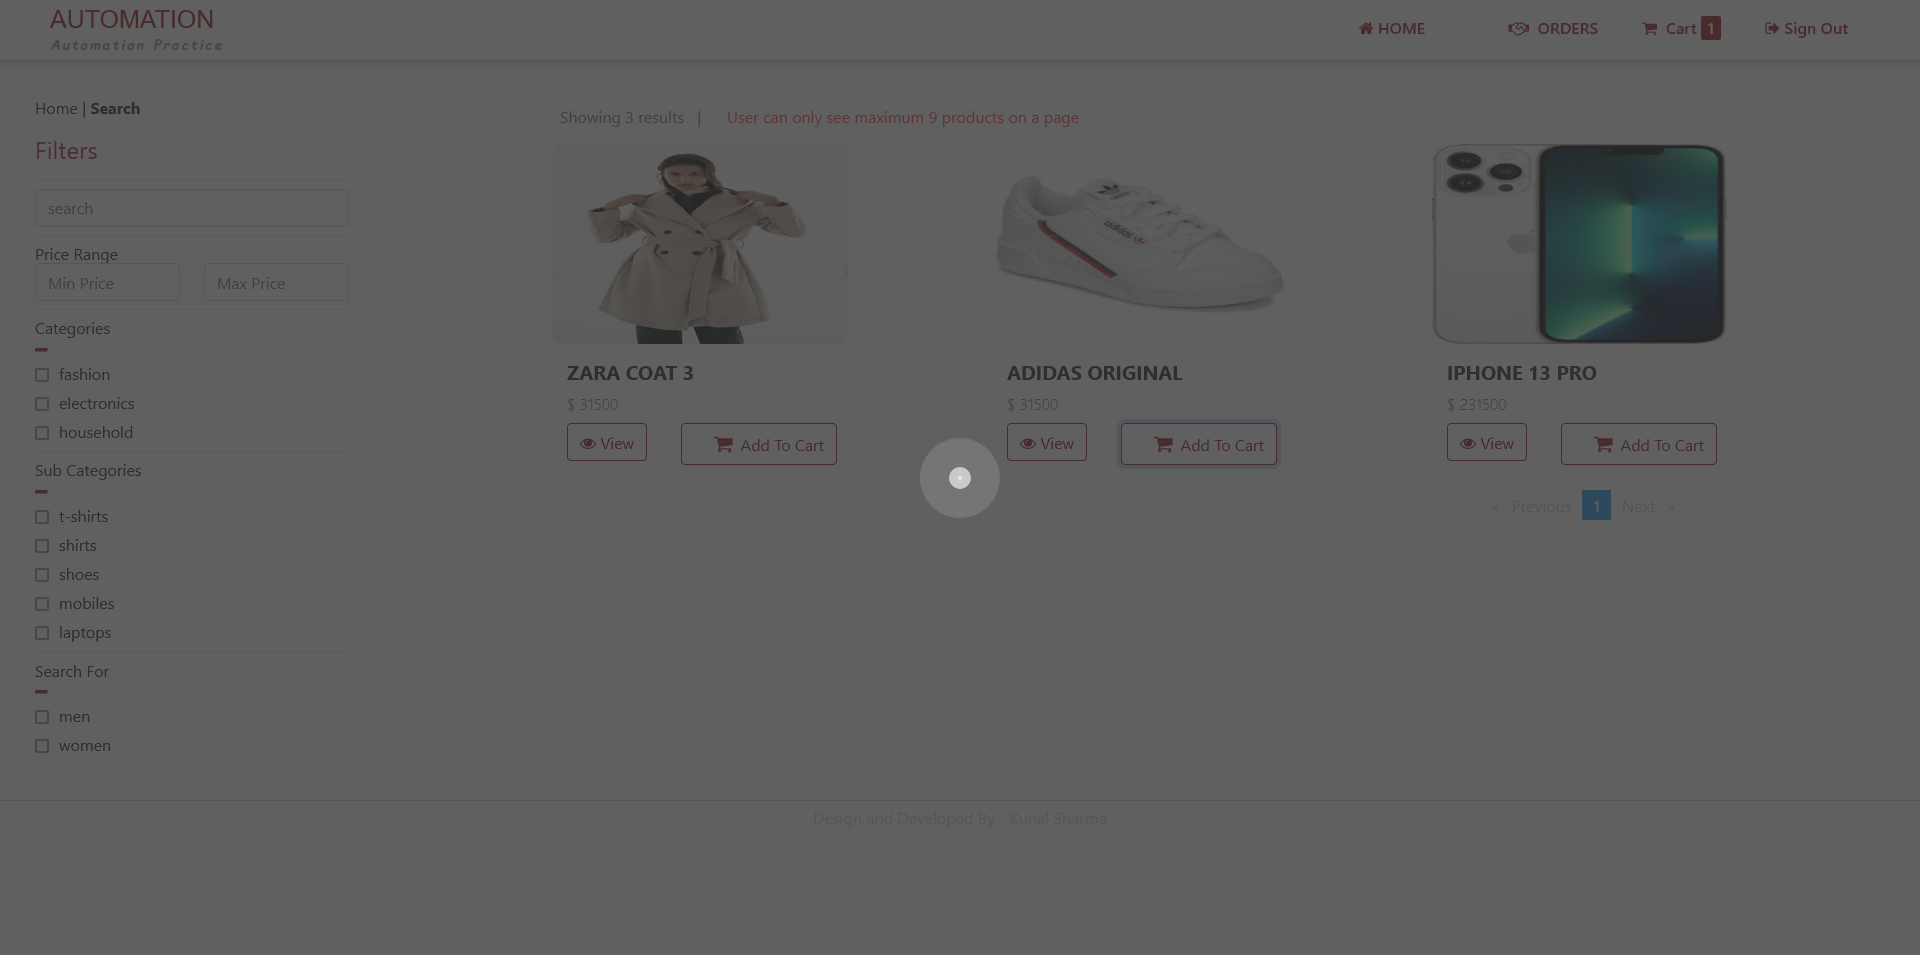 AUTOMATION
Automation Practice
HOME
ORDERS
Cart 1
Sign Out
Home | Search
Showing 3 results |
User can only see maximum 9 products on a page
Filters
search
Price Range
Min Price
Max Price
Categories
fashion
electronics
household
Sub Categories
t-shirts
shirts
shoes
mobiles
laptops
Search For
men
women
ZARA COAT 3
$ 31500
View
Add To Cart
adidas
ADIDAS ORIGINAL
$ 31500
View
Add To Cart
IPHONE 13 PRO
$ 231500
View
Add To Cart
« Previous 1 Next »
Design and Developed By - Kunal Sharma